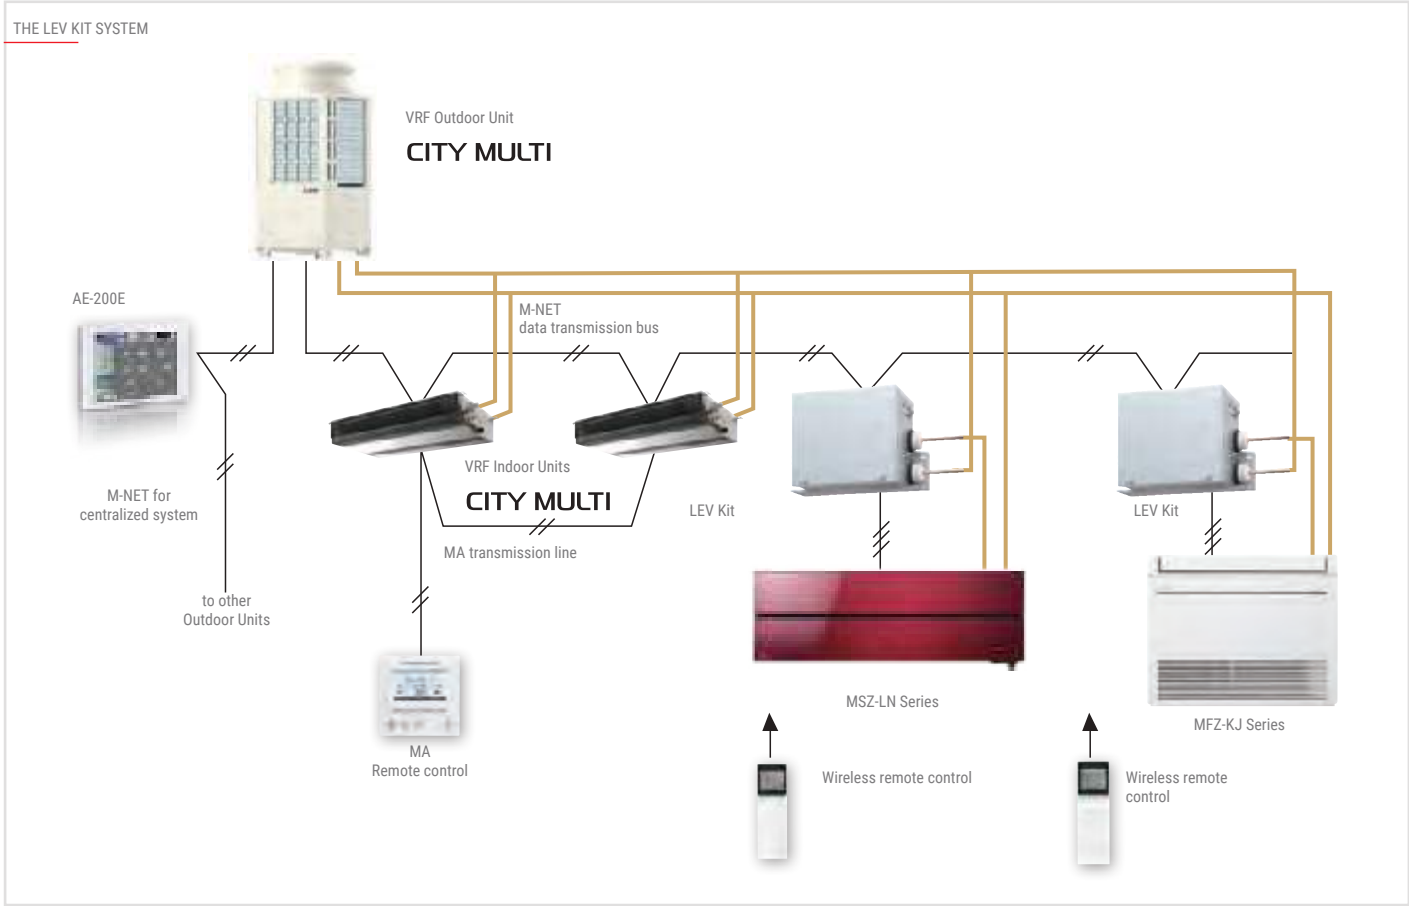 THE LEV KIT SYSTEM
VRF Outdoor Unit
CITY MULTI
AE-200E
M-NET
data transmission bus
VRF Indoor Units
CITY MULTI
M-NET for
centralized system
LEV Kit
LEV Kit
MA transmission line
to other
Outdoor Units
MSZ-LN Series
MFZ-KJ Series
MA
Remote control
Wireless remote control
Wireless remote
control